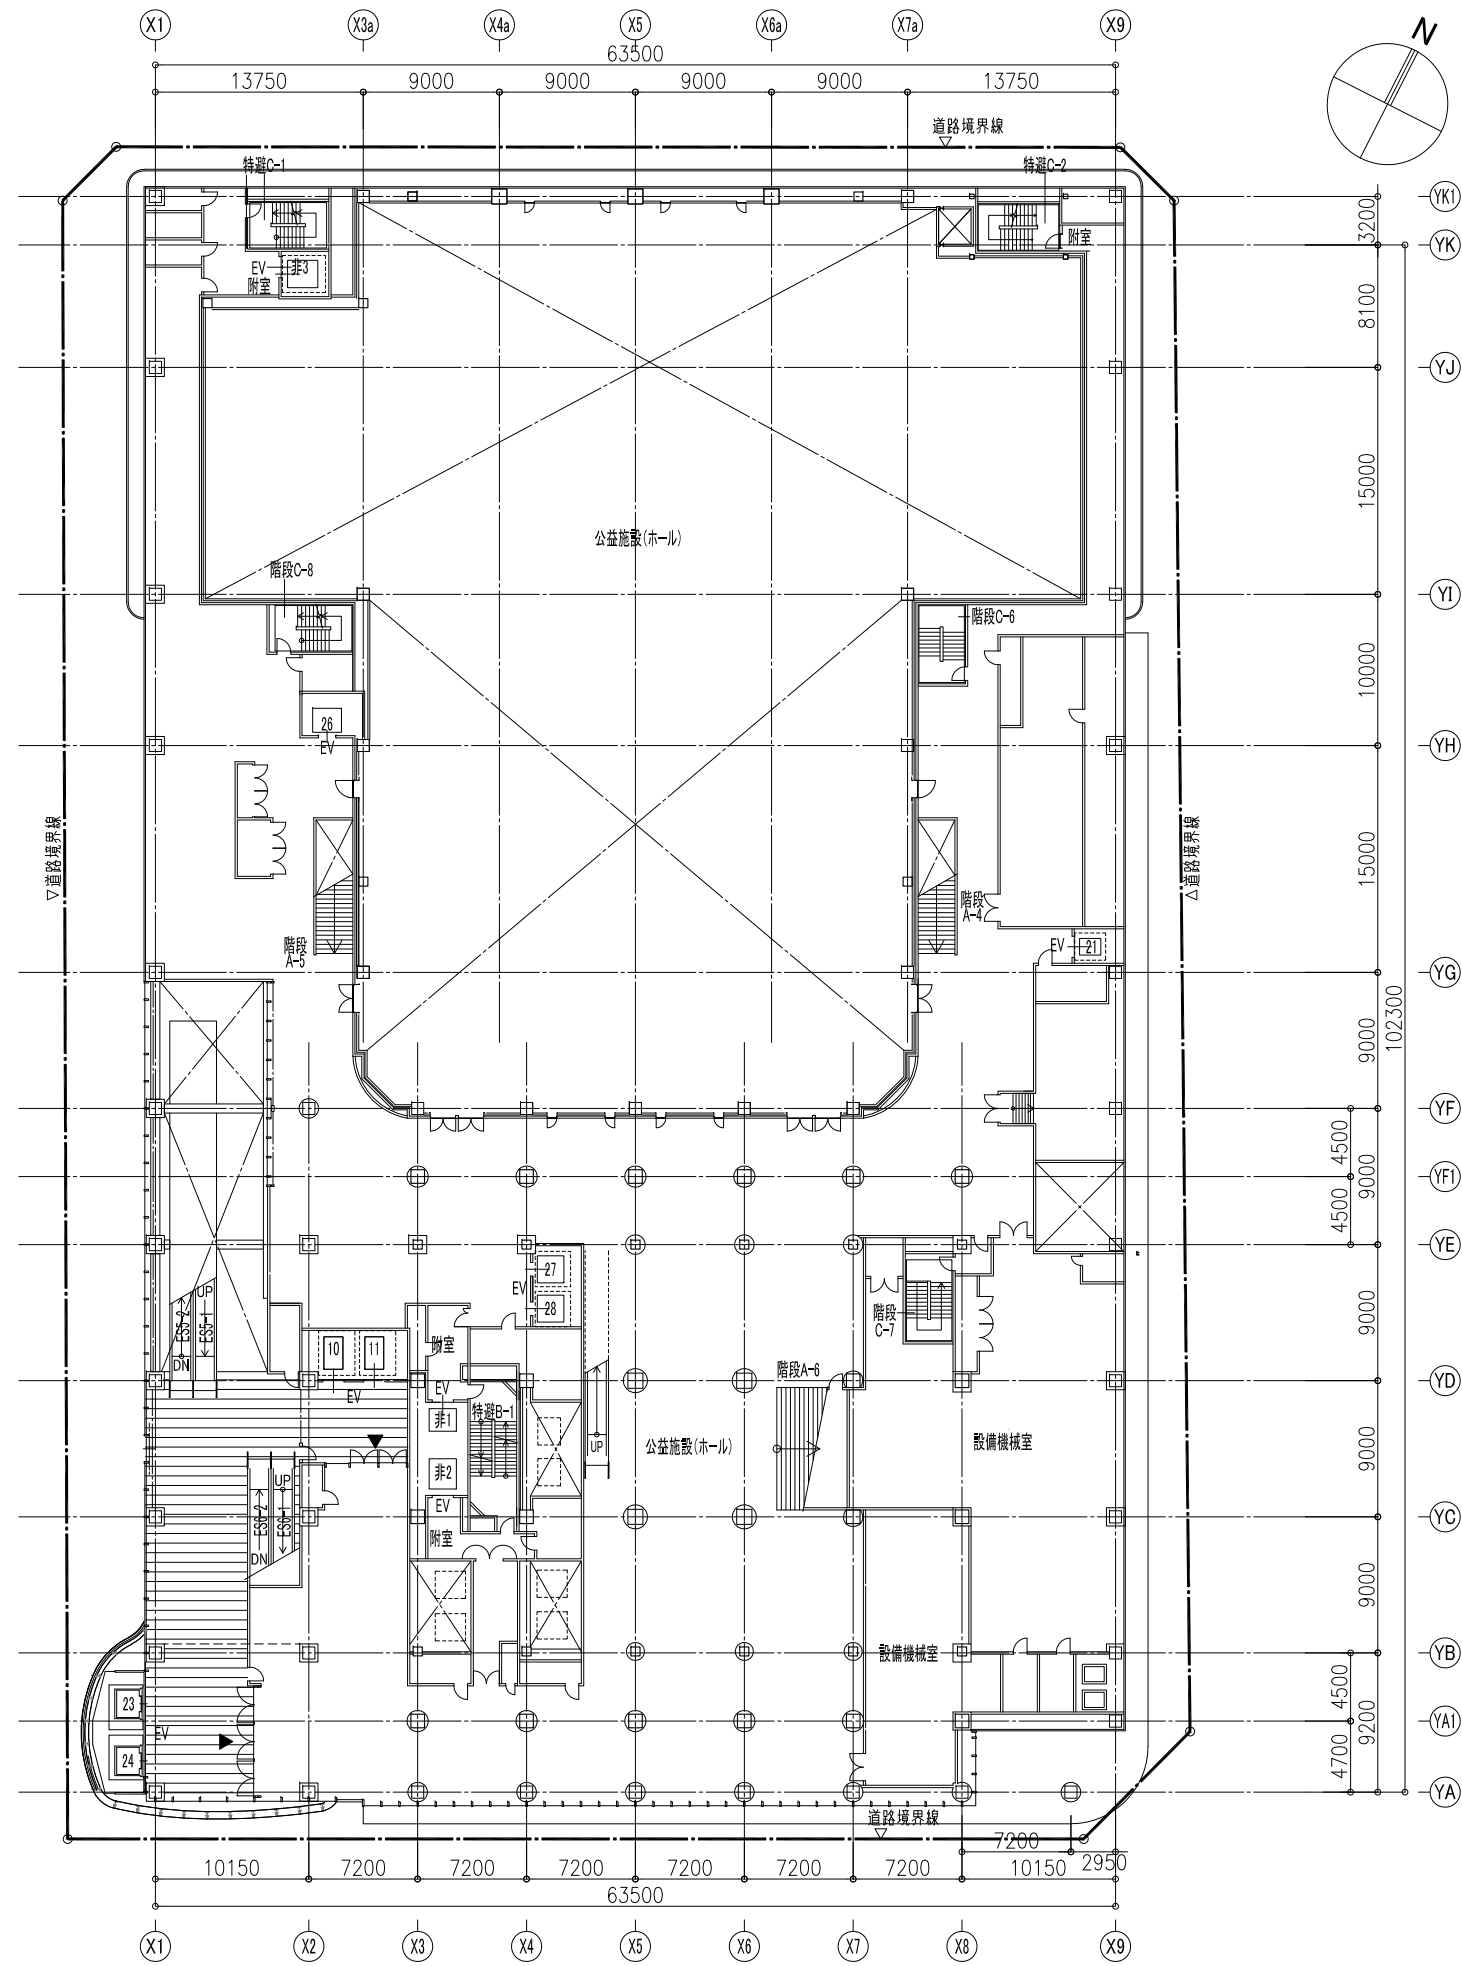 X1
X3a
X4a
X5
X6a
X7a
X9
N
63500
13750
9000
9000
9000
9000
13750
道路境界線
特避C-1
特避C-2
YK1
3200
附室
YK
EV
非3
附室
8100
YJ
15000
公益施設(ホール)
階段C-8
YI
階段C-6
10000
26
EV
YH
▽道路境界線
△道路境界線
15000
階段
A-4
階段
A-5
EV
21
YG
102300
9000
YF
4500
9000
YF1
4500
YE
27
EV
28
UP
ES5-2
ES5-1
DN
階段
C-7
9000
附室
10
11
EV
階段A-6
YD
EV
非1
特避B-1
UP
公益施設(ホール)
設備機械室
9000
非2
EV
UP
ES6-2
ES6-1
DN
附室
YC
9000
設備機械室
YB
4500
23
EV
YA1
9200
24
4700
YA
道路境界線
7200
10150
7200
7200
7200
7200
7200
7200
10150
2950
63500
X1
X2
X3
X4
X5
X6
X7
X8
X9